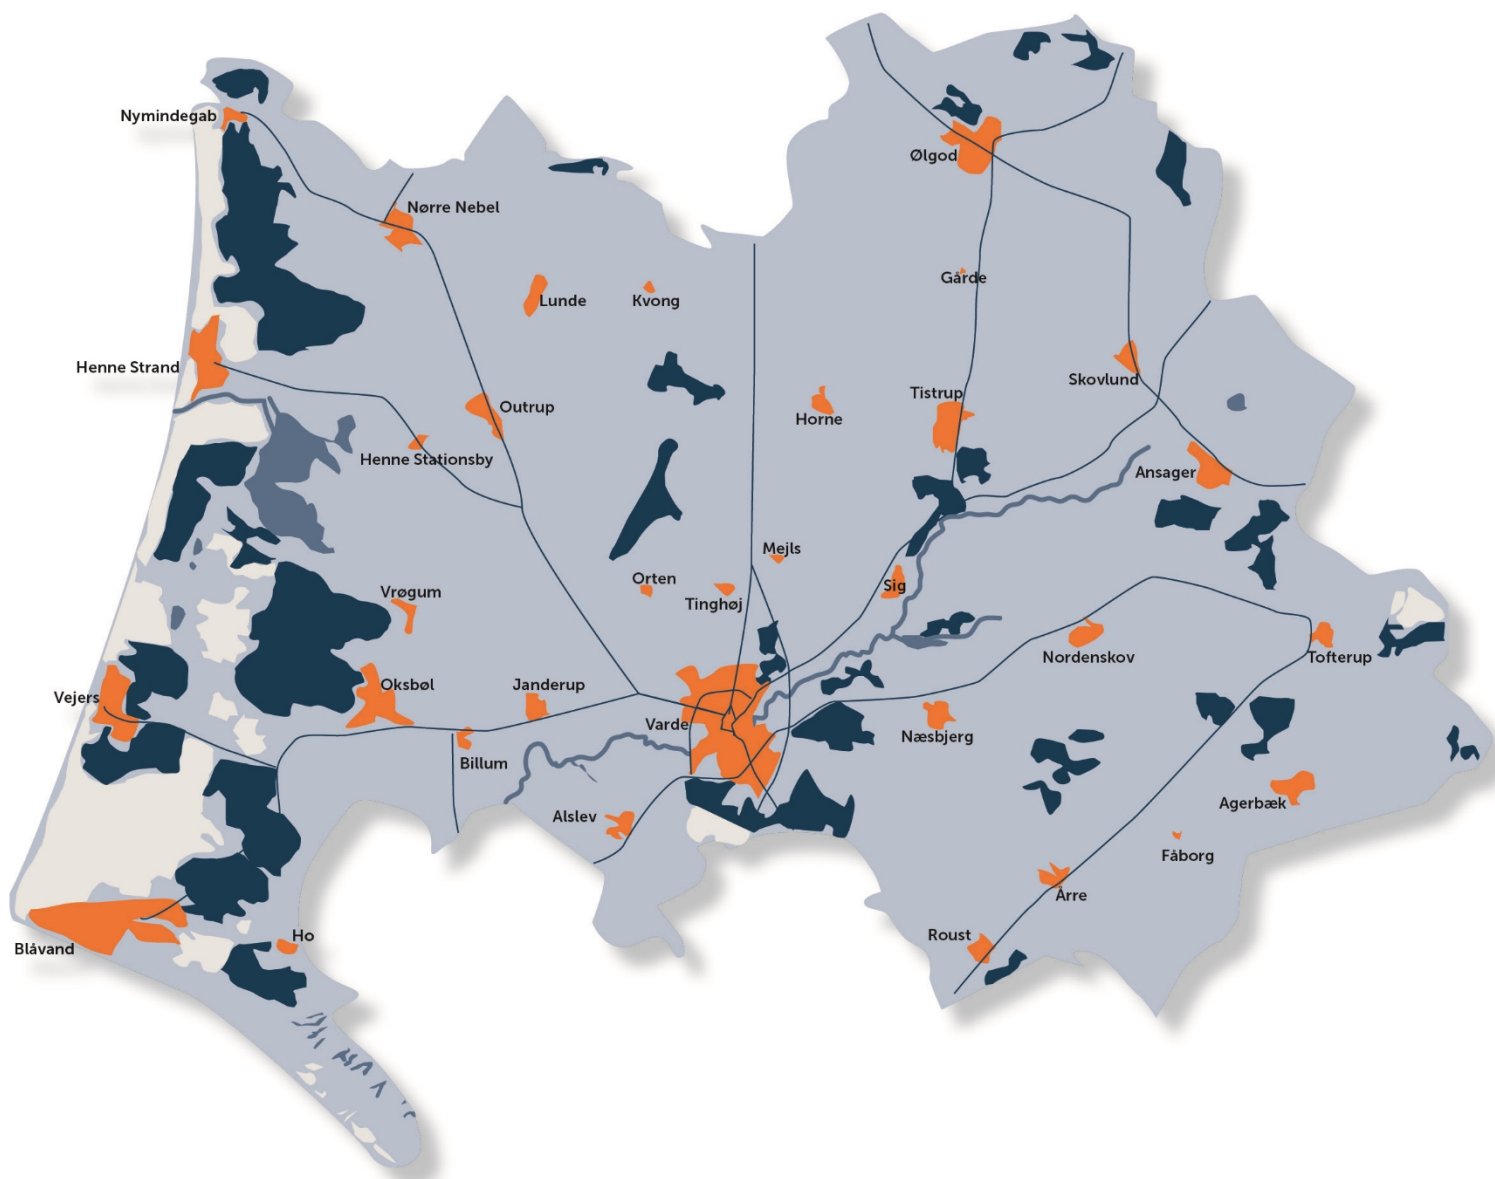 Nymindegab
Ølgod
Nørre Nebel
Gårde
Lunde
Kvong
Henne Strand
Skovlund
Tistrup
Outrup
Horne
Henne Stationsby
Ansager
Mejls
Orten
Tinghøj
Sig
Vrøgum
Nordenskov
Tofterup
Oksbøl
Janderup
Vejers
Varde
Næsbjerg
Billum
Agerbæk
Alslev
Fåborg
Årre
Roust
Ho
Blåvand